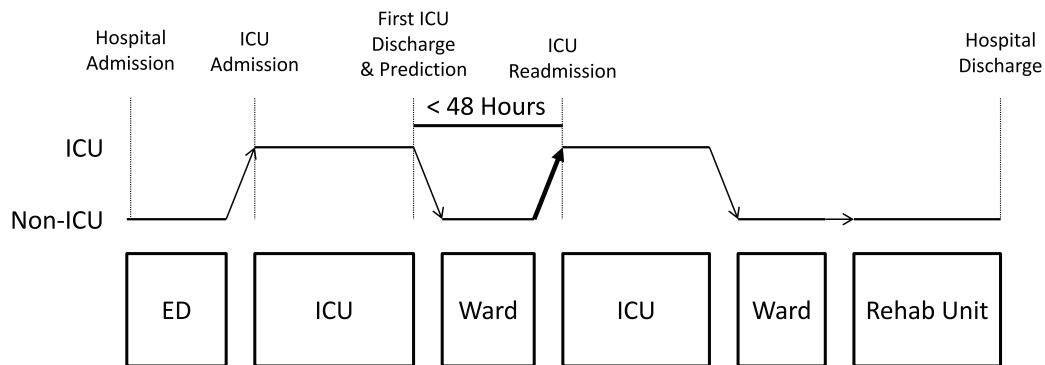 Hospital
Admission
ICU
Admission
First ICU
Discharge
& Prediction
ICU
Readmission
Hospital
Discharge
< 48 Hours
ICU
Non-ICU
ED
ICU
Ward
ICU
Ward
Rehab Unit